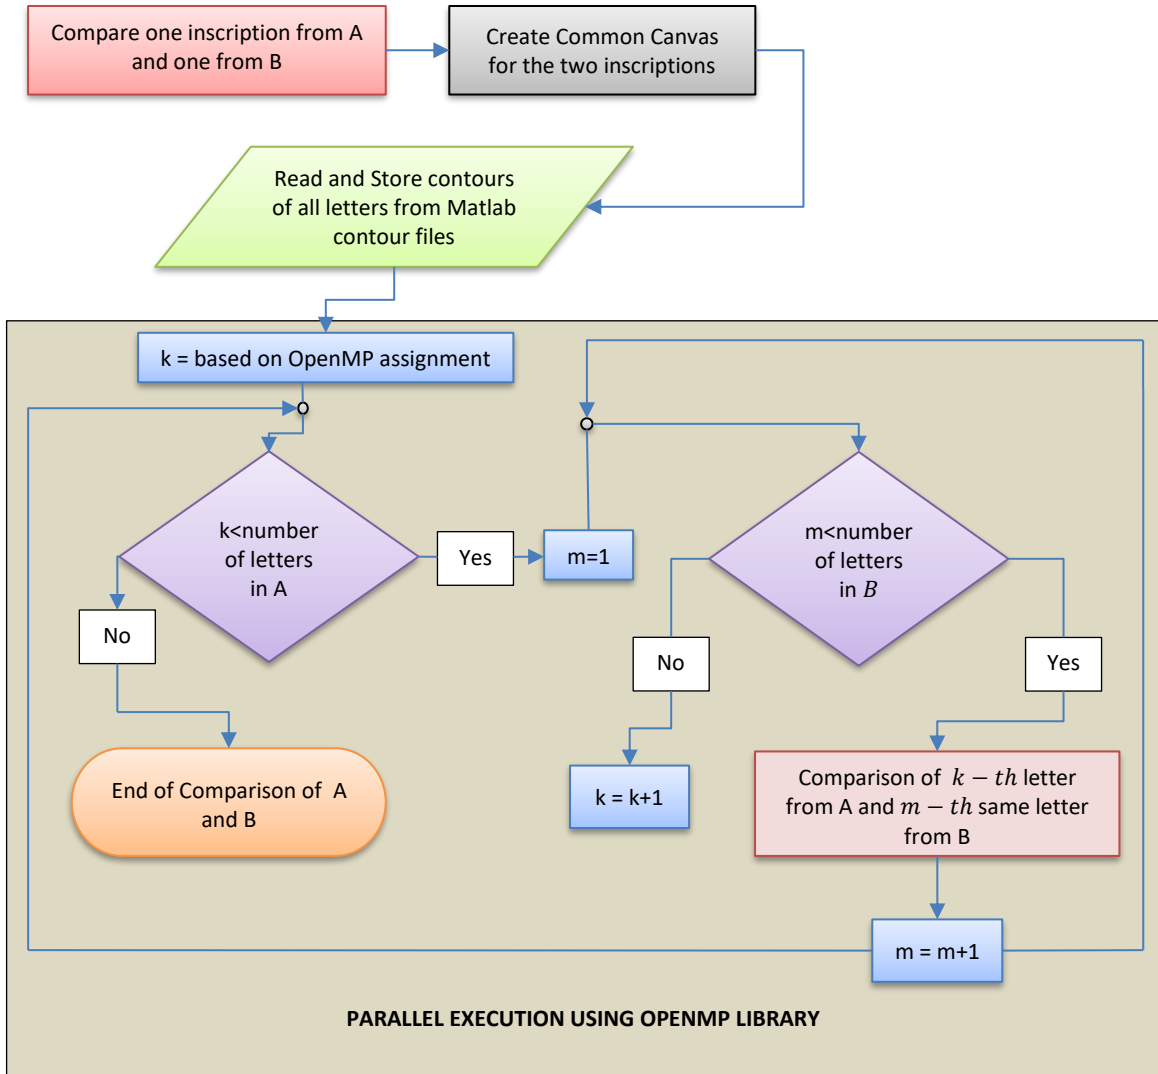 Compare one inscription from A
and one from B
Create Common Canvas
for the two inscriptions
Read and Store contours
of all letters from Matlab
contour files
k = based on OpenMP assignment
k<number
of letters
in A
Yes
m=1
m<number
of letters
in B
No
No
Yes
End of Comparison of A
and B
k = k+1
Comparison of k − th letter
from A and m − th same letter
from B
m = m+1
PARALLEL EXECUTION USING OPENMP LIBRARY